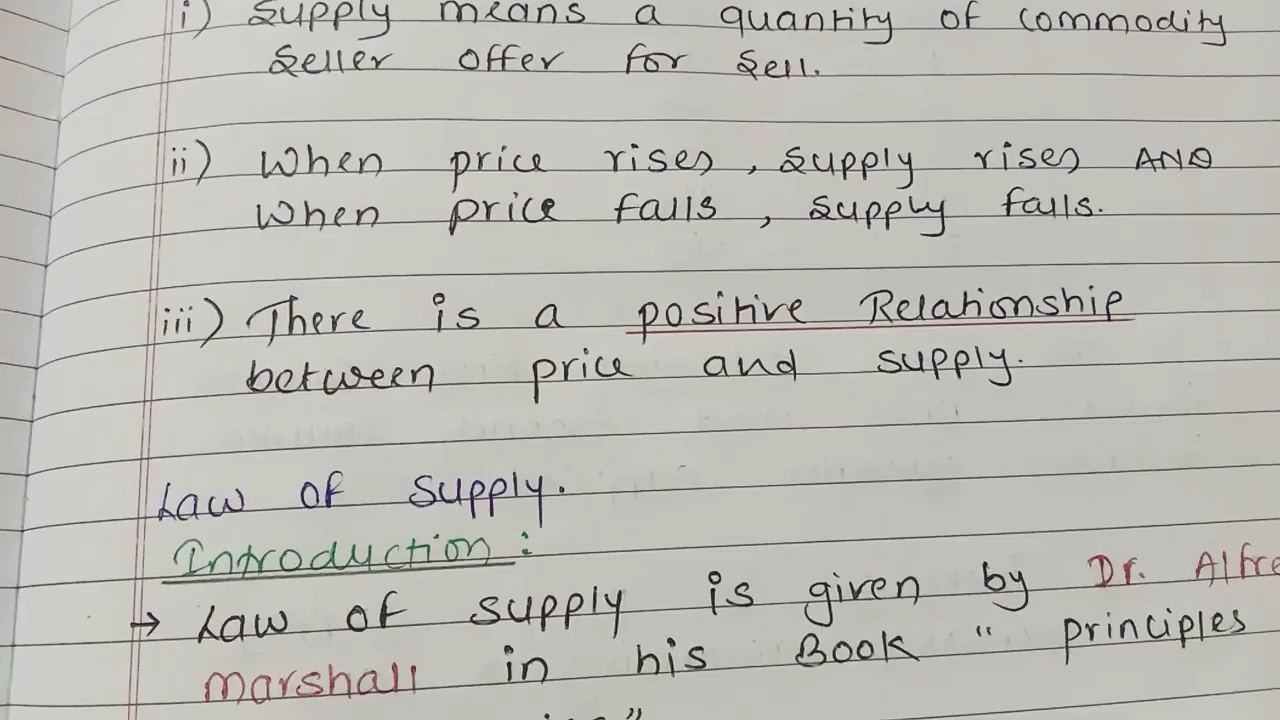 i) Supply means a quantity of commodity
Seller offer for sell.
ii) When price rises, supply rises AND
When price falls, supply falls.
iii) There is a positive Relationship
between price and supply.
Law of supply.
Introduction:
→ Law of supply is given by Dr. Alfre
marshall in his Book " principles
"